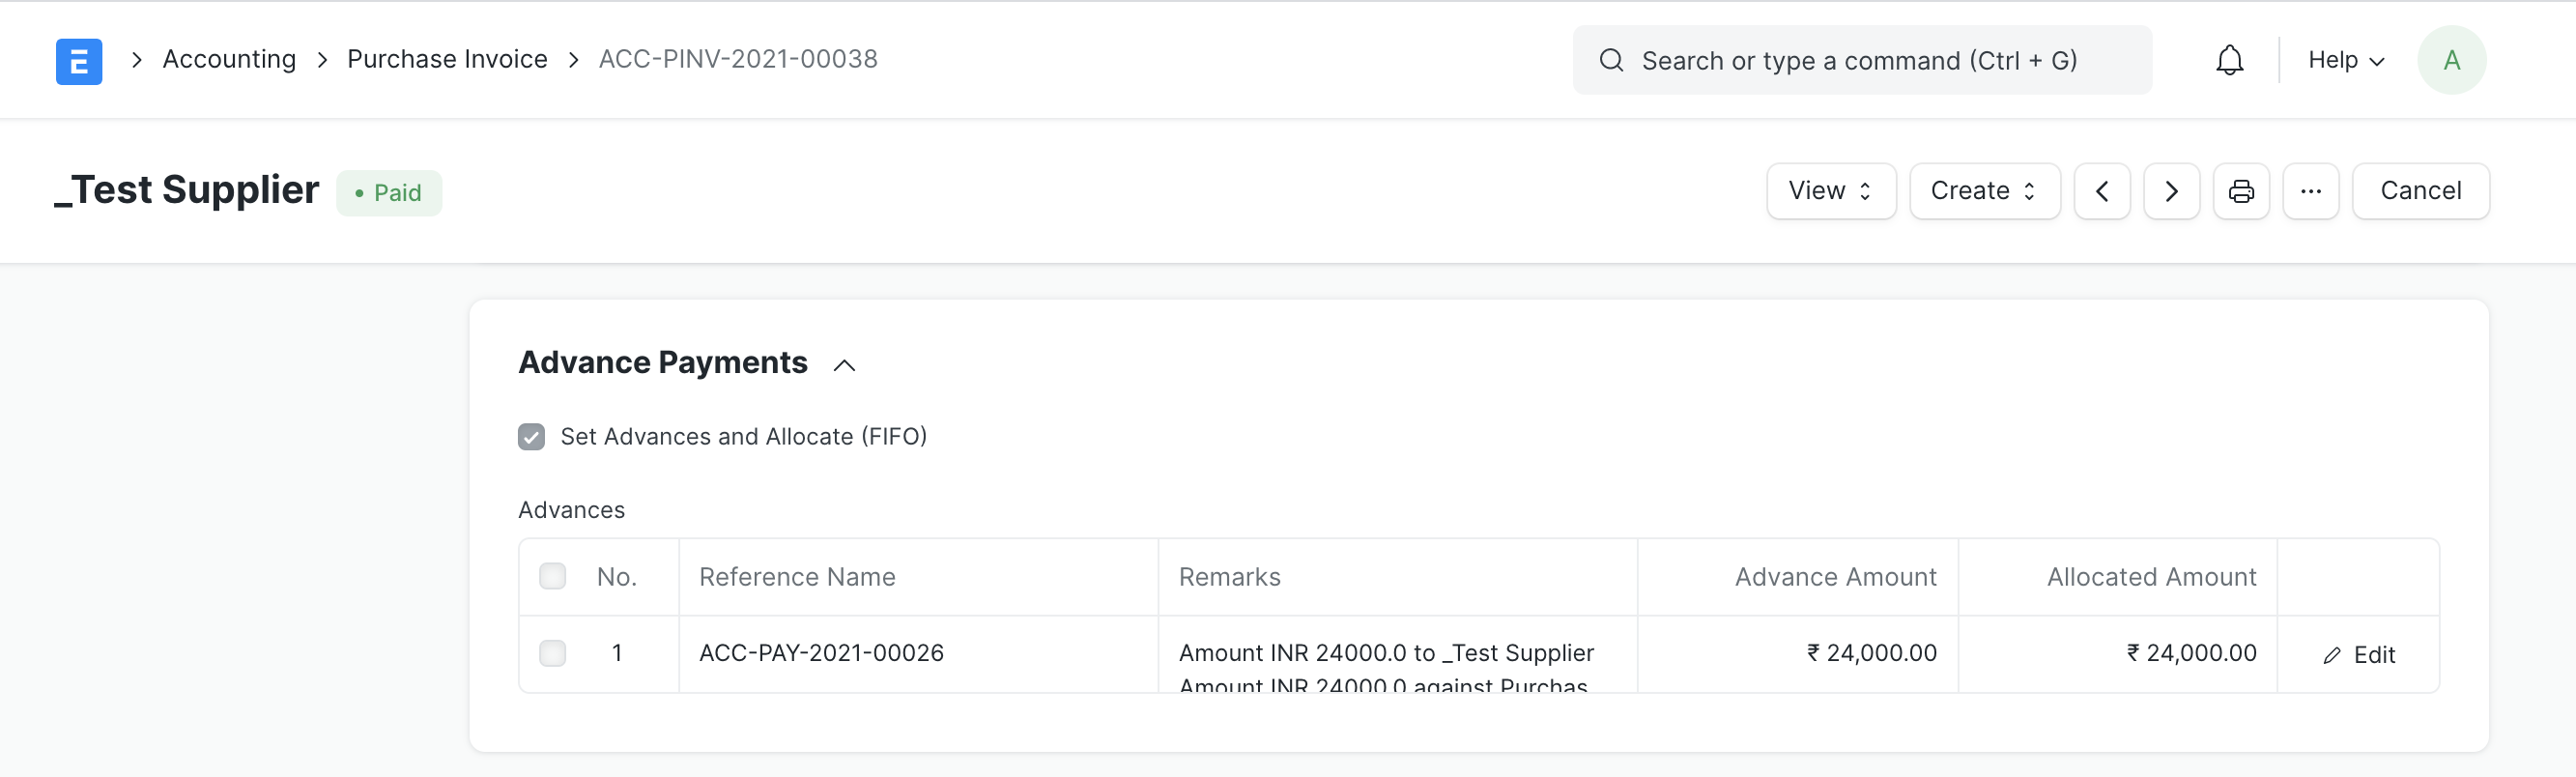 E
Accounting Purchase Invoice ACC-PINV-2021-00038 Search or type a command (Ctrl + G) Help A
_Test Supplier Paid View Create ... Cancel
Advance Payments
Set Advances and Allocate (FIFO)
Advances
No. Reference Name Remarks Advance Amount Allocated Amount
1 ACC-PAY-2021-00026 Amount INR 24000.0 to _Test Supplier ₹ 24,000.00 ₹ 24,000.00 Edit
Amount INR 24000.0 against Purchas